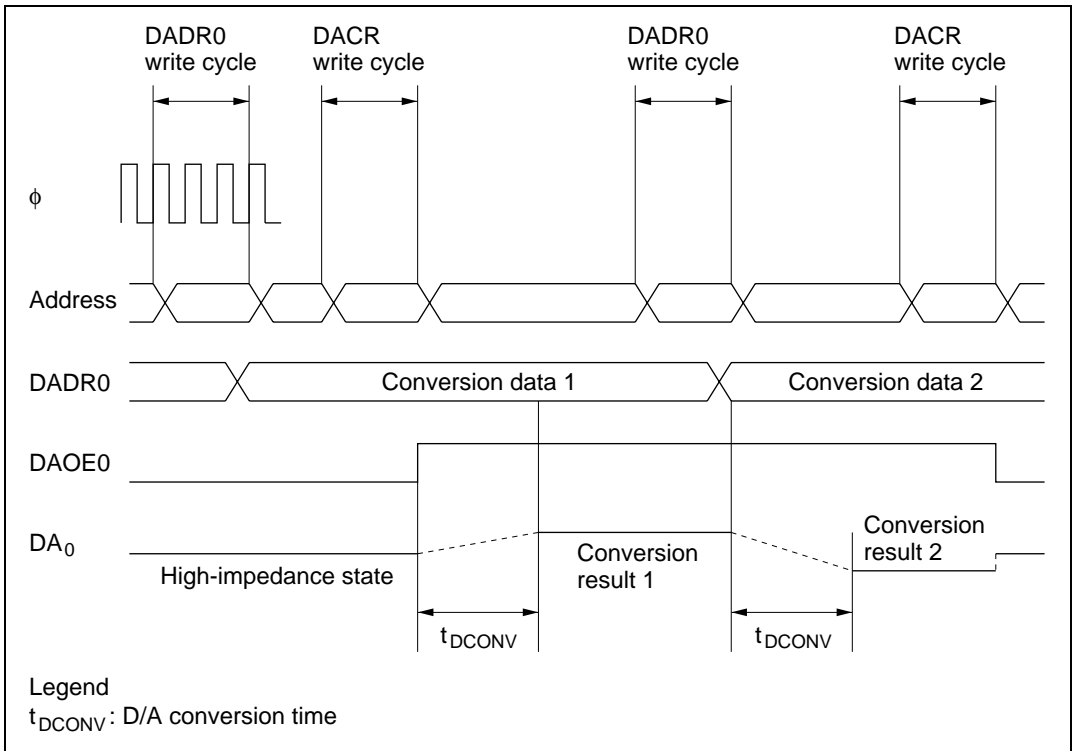 DADR0
write cycle
DACR
write cycle
DADR0
write cycle
DACR
write cycle
ϕ
Address
DADR0
Conversion data 1
Conversion data 2
DAOE0
DA0
High-impedance state
Conversion
result 1
Conversion
result 2
tDCONV
tDCONV
Legend
tDCONV : D/A conversion time